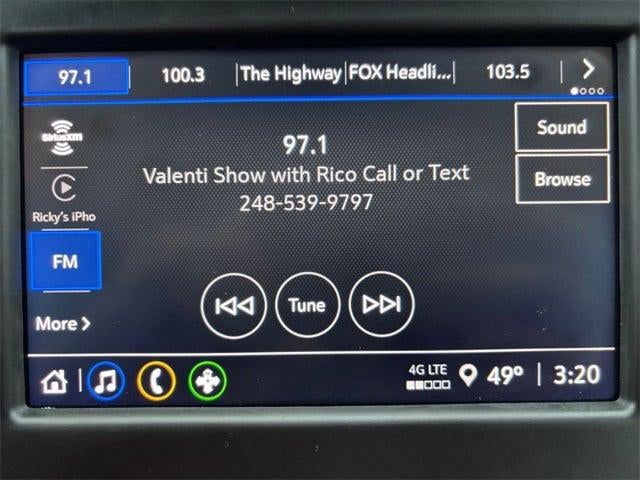 97.1
100.3
The Highway
FOX Headli...
103.5
SiriusXM
Sound
97.1
Valenti Show with Rico Call or Text
248-539-9797
Browse
Ricky's iPho
FM
Tune
More
4G LTE
49°
3:20